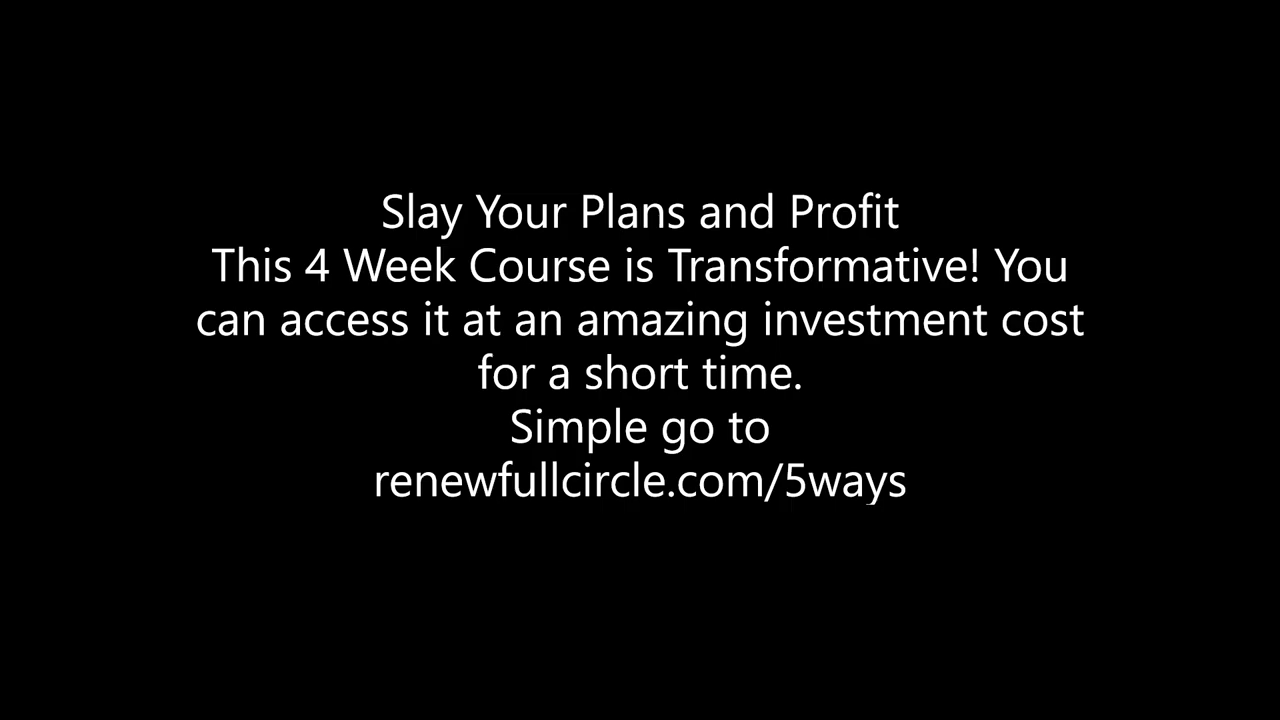 Slay Your Plans and Profit
This 4 Week Course is Transformative! You
can access it at an amazing investment cost
for a short time.
Simple go to
renewfullcircle.com/5ways